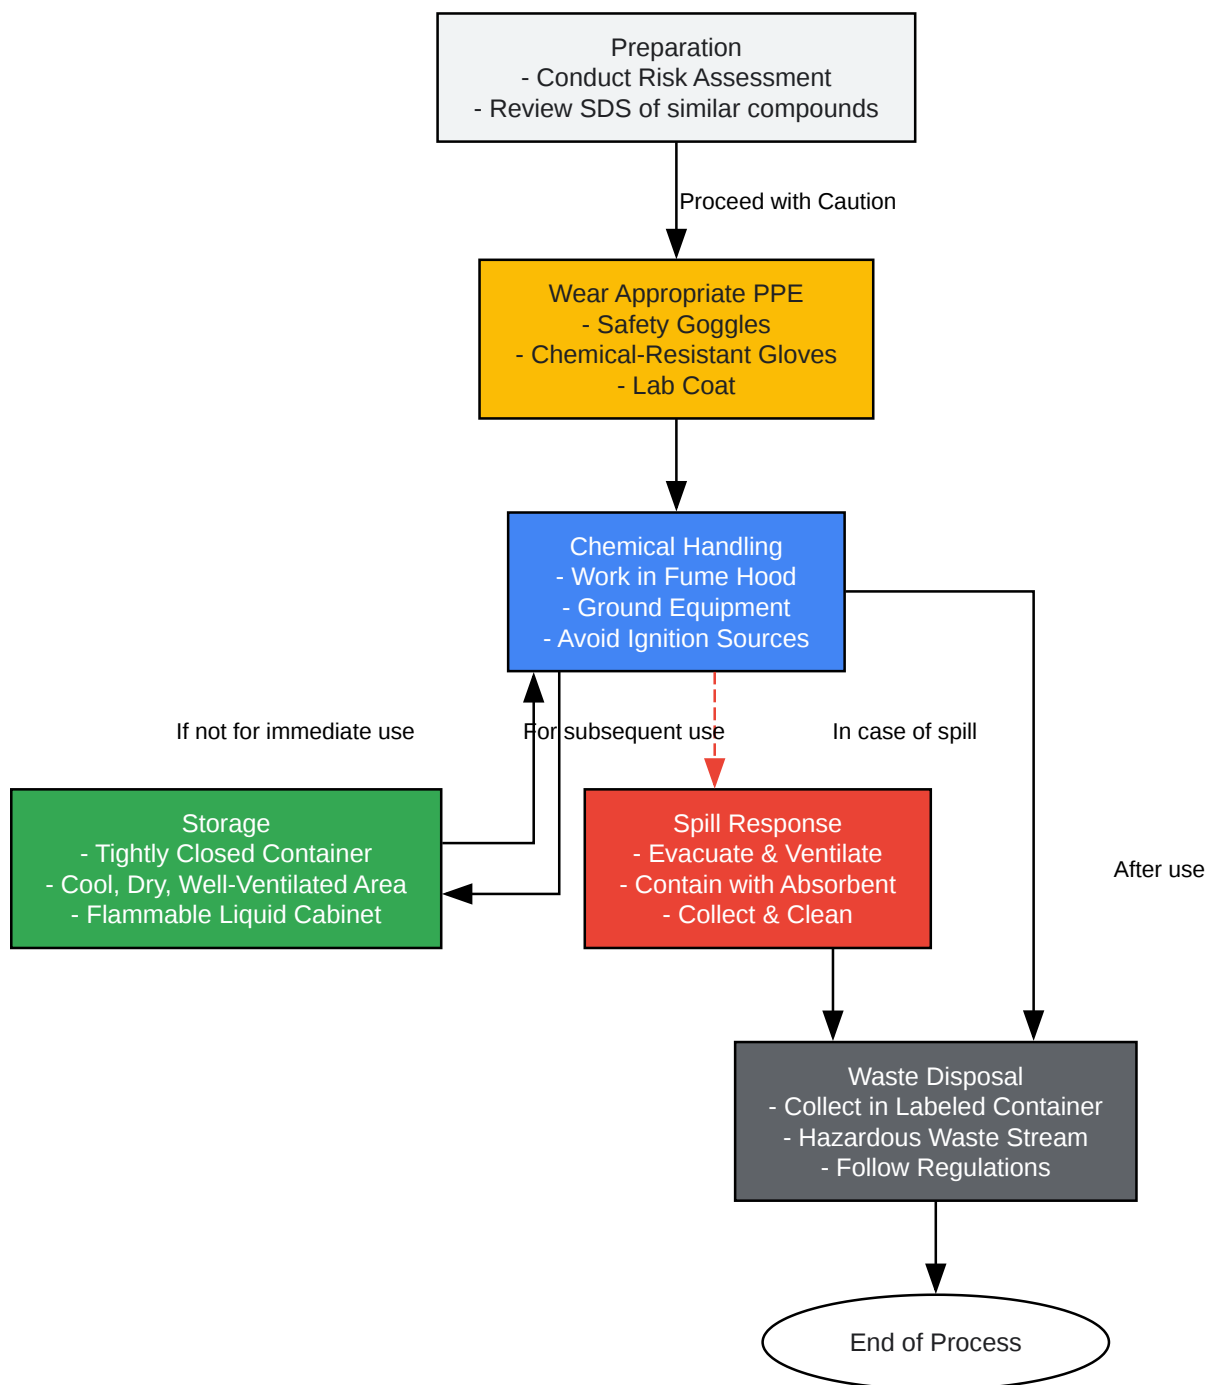 Preparation
- Conduct Risk Assessment
- Review SDS of similar compounds
Proceed with Caution
Wear Appropriate PPE
- Safety Goggles
- Chemical-Resistant Gloves
- Lab Coat
Chemical Handling
- Work in Fume Hood
- Ground Equipment
- Avoid Ignition Sources
If not for immediate use
For subsequent use
In case of spill
Storage
- Tightly Closed Container
- Cool, Dry, Well-Ventilated Area
- Flammable Liquid Cabinet
Spill Response
- Evacuate & Ventilate
- Contain with Absorbent
- Collect & Clean
After use
Waste Disposal
- Collect in Labeled Container
- Hazardous Waste Stream
- Follow Regulations
End of Process